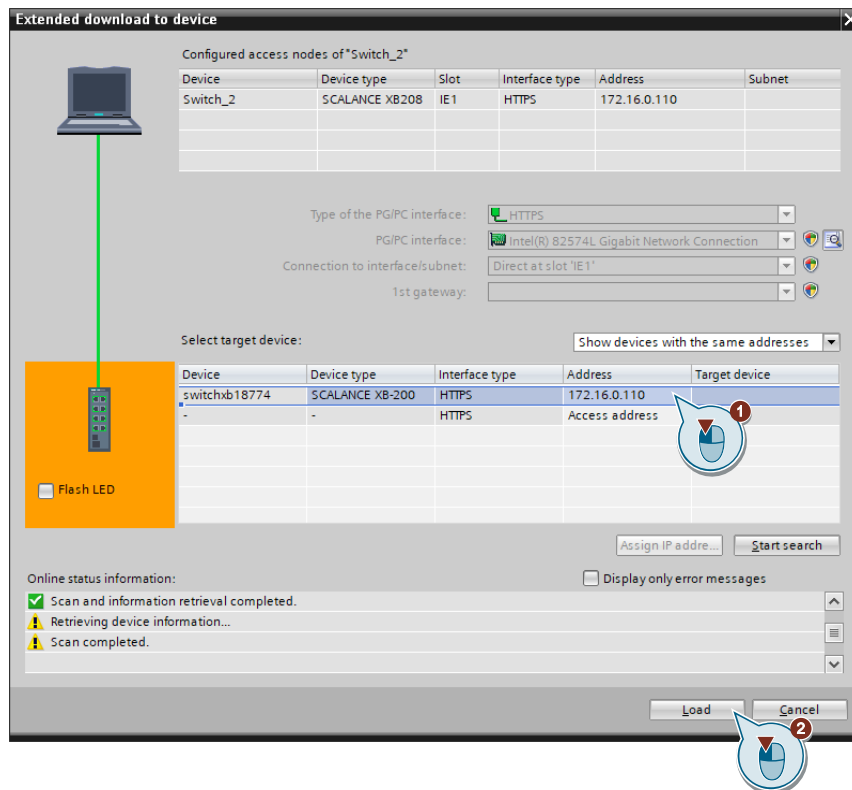 Extended download to device
Configured access nodes of "Switch_2"
Device Device type Slot Interface type Address Subnet
Switch_2 SCALANCE XB208 IE1 HTTPS 172.16.0.110
Type of the PG/PC interface: HTTPS
PG/PC interface: Intel(R) 82574L Gigabit Network Connection
Connection to interface/subnet: Direct at slot 'IE1'
1st gateway:
Select target device: Show devices with the same addresses
Device Device type Interface type Address Target device
switchxb18774 SCALANCE XB-200 HTTPS 172.16.0.110
- - HTTPS Access address
1
Flash LED
Assign IP addre... Start search
Online status information: Display only error messages
Scan and information retrieval completed.
Retrieving device information...
Scan completed.
Load Cancel
2